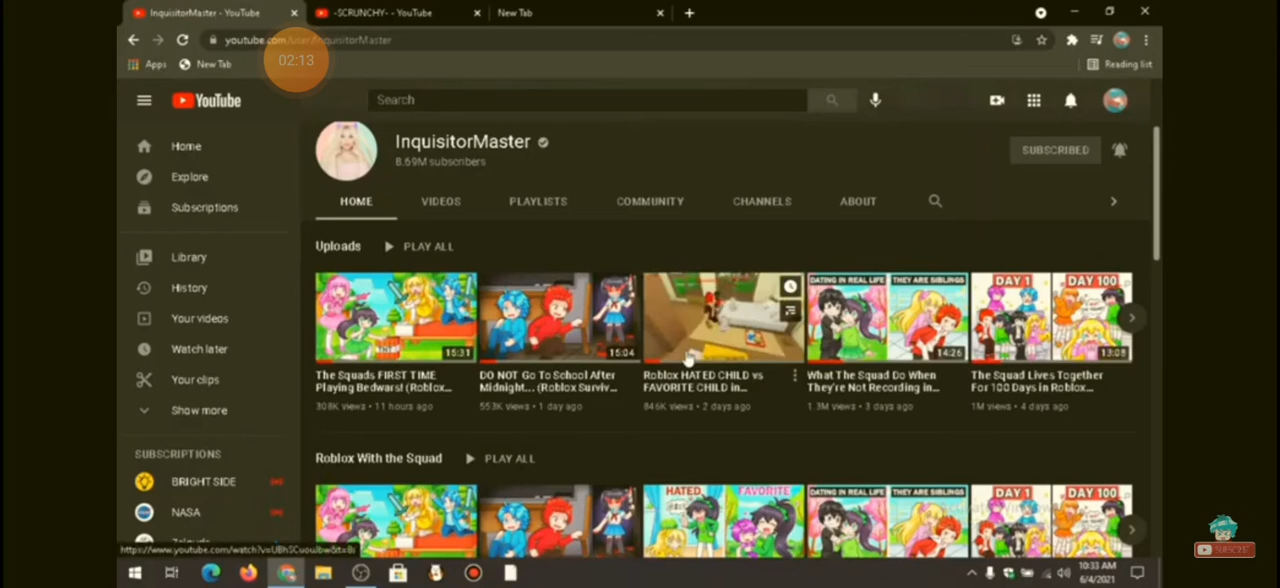 InquisitorMaster - YouTube
-SCRUNCHY- - YouTube
New Tab
youtube.com/user/InquisitorMaster
02:13
Apps
New Tab
Reading list
YouTube
Search
InquisitorMaster
8.69M subscribers
SUBSCRIBED
Home
Explore
Subscriptions
Library
History
Your videos
Watch later
Your clips
Show more
SUBSCRIPTIONS
BRIGHT SIDE
NASA
HOME
VIDEOS
PLAYLISTS
COMMUNITY
CHANNELS
ABOUT
Uploads
PLAY ALL
15:31
15:04
DATING IN REAL LIFE
THEY ARE SIBLINGS
14:26
DAY 1
DAY 100
13:08
The Squads FIRST TIME
Playing Bedwars! (Roblox...
308K views • 11 hours ago
DO NOT Go To School After
Midnight... (Roblox Surviv...
553K views • 1 day ago
Roblox HATED CHILD vs
FAVORITE CHILD in...
846K views • 2 days ago
What The Squad Do When
They're Not Recording in...
1.3M views • 3 days ago
The Squad Lives Together
For 100 Days in Roblox...
1M views • 4 days ago
Roblox With the Squad
PLAY ALL
HATED
FAVORITE
DATING IN REAL LIFE
THEY ARE SIBLINGS
DAY 1
DAY 100
10:33 AM
6/4/2021
SUBSCRIBE